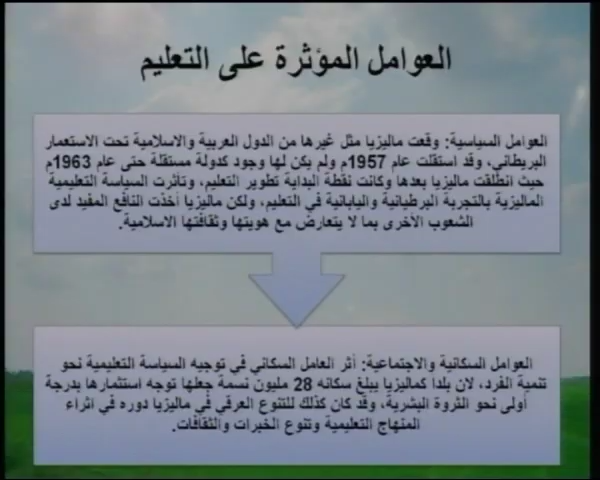 العوامل المؤثرة على التعليم
العوامل السياسية: وقعت ماليزيا مثل غيرها من الدول العربية والاسلامية تحت الاستعمار
البريطاني، وقد استقلت عام 1957م ولم يكن لها وجود كدولة مستقلة حتى عام 1963م
حيث انطلقت ماليزيا بعدها وكانت نقطة البداية تطوير التعليم، وتأثرت السياسة التعليمية
الماليزية بالتجربة البرطيانية واليابانية في التعليم، ولكن ماليزيا أخذت النافع المفيد لدى
الشعوب الأخرى بما لا يتعارض مع هويتها وثقافتها الاسلامية.
العوامل السكانية والاجتماعية: أثر العامل السكاني في توجيه السياسة التعليمية نحو
تنمية الفرد، لان بلدا كماليزيا يبلغ سكانه 28 مليون نسمة جعلها توجه استثمارها بدرجة
أولى نحو الثروة البشرية، وقد كان كذلك للتنوع العرقي في ماليزيا دوره في اثراء
المنهاج التعليمية وتنوع الخبرات والثقافات.